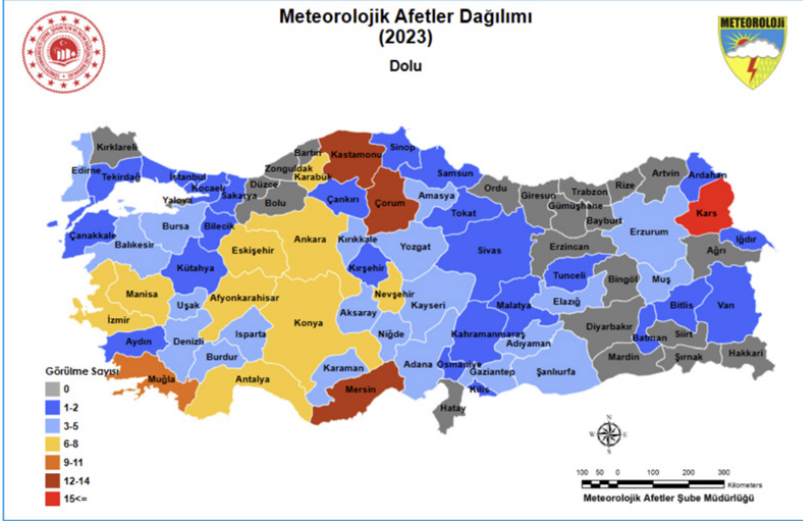 Meteorolojik Afetler Dağılımı
(2023)
Dolu
METEOROLOJİ
Kırklareli
Edirne
Tekirdağ
İstanbul
Kocaeli
Yalova
Sakarya
Düzce
Bolu
Zonguldak
Bartın
Karabük
Kastamonu
Sinop
Samsun
Çankırı
Çorum
Amasya
Tokat
Ordu
Giresun
Gümüşhane
Trabzon
Bayburt
Rize
Artvin
Ardahan
Kars
Iğdır
Ağrı
Erzurum
Erzincan
Çanakkale
Balıkesir
Bursa
Bilecik
Kütahya
Eskişehir
Ankara
Kırıkkale
Kırşehir
Yozgat
Sivas
Tunceli
Bingöl
Muş
Bitlis
Van
Manisa
İzmir
Uşak
Afyonkarahisar
Konya
Aksaray
Nevşehir
Kayseri
Niğde
Malatya
Elazığ
Diyarbakır
Batman
Siirt
Şırnak
Hakkari
Mardin
Aydın
Denizli
Isparta
Burdur
Muğla
Antalya
Karaman
Mersin
Adana
Osmaniye
Kahramanmaraş
Adıyaman
Gaziantep
Kilis
Şanlıurfa
Hatay
Görülme Sayısı
0
1-2
3-5
6-8
9-11
12-14
15<=
N
W
E
S
100 50 0 100 200 300
Kilometers
Meteorolojik Afetler Şube Müdürlüğü